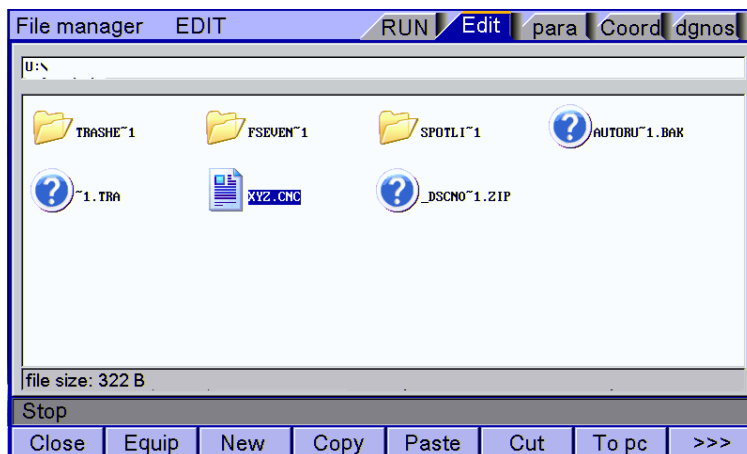 File manager EDIT RUN Edit para Coord dgnos
U:\
TRASHE~1 FSEVEN~1 SPOTLI~1 AUTORU~1.BAK
~1.TRA XYZ.CNC _DSCNO~1.ZIP
file size: 322 B
Stop
Close Equip New Copy Paste Cut To pc >>>